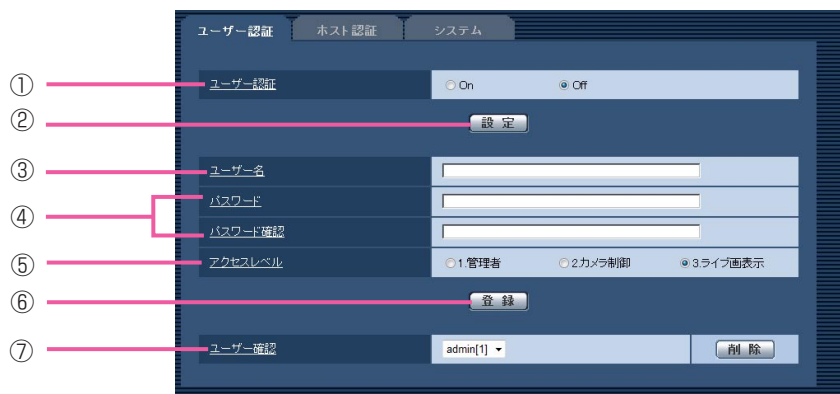 ユーザー認証 ホスト認証 システム
① ユーザー認証 On Off
② 設定
③ ユーザー名
④ パスワード
パスワード確認
⑤ アクセスレベル 1.管理者 2.カメラ制御 3.ライブ画表示
⑥ 登録
⑦ ユーザー確認 admin[1] 削除